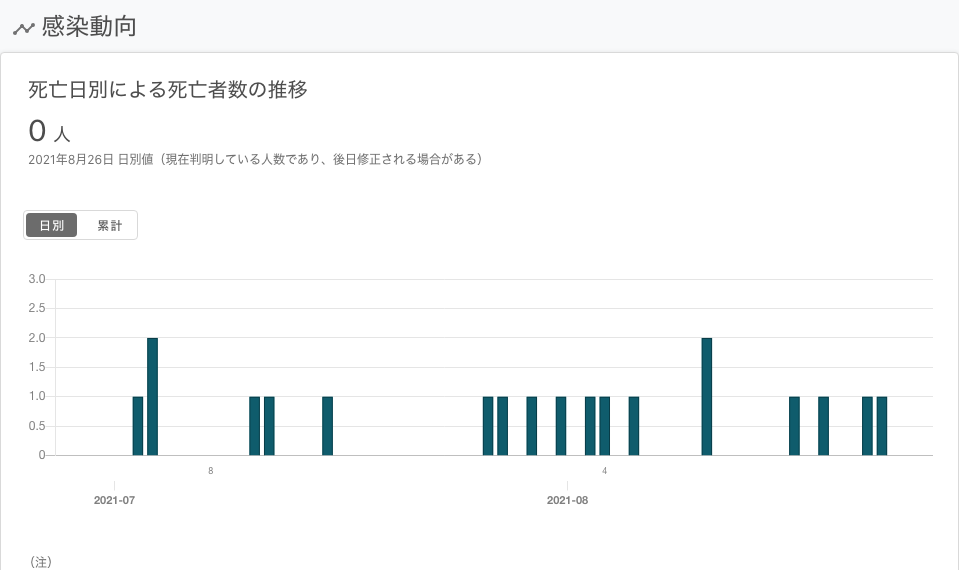 感染動向
死亡日別による死亡者数の推移
0 人
2021年8月26日 日別値（現在判明している人数であり、後日修正される場合がある）
日別 累計
3.0
2.5
2.0
1.5
1.0
0.5
0
8 4
2021-07 2021-08
（注）